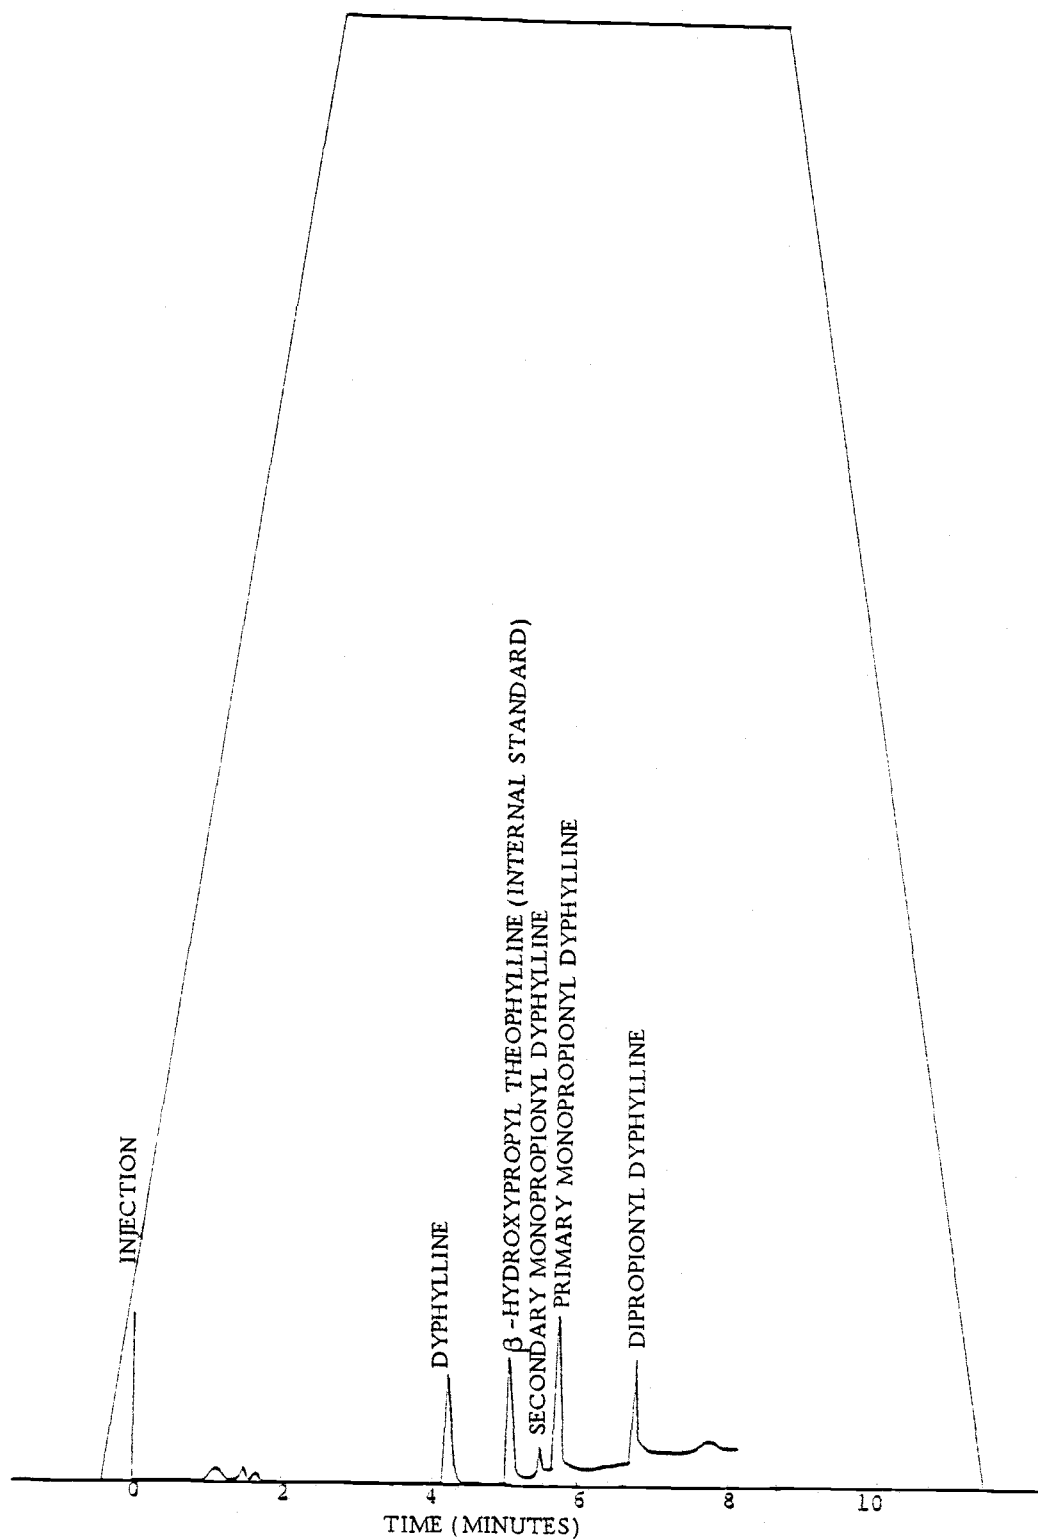 INJECTION
DYPHYLLINE
β-HYDROXYPROPYL THEOPHYLLINE (INTERNAL STANDARD)
SECONDARY MONOPROPIONYL DYPHYLLINE
PRIMARY MONOPROPIONYL DYPHYLLINE
DIPROPIONYL DYPHYLLINE
0 2 4 6 8 10
TIME (MINUTES)